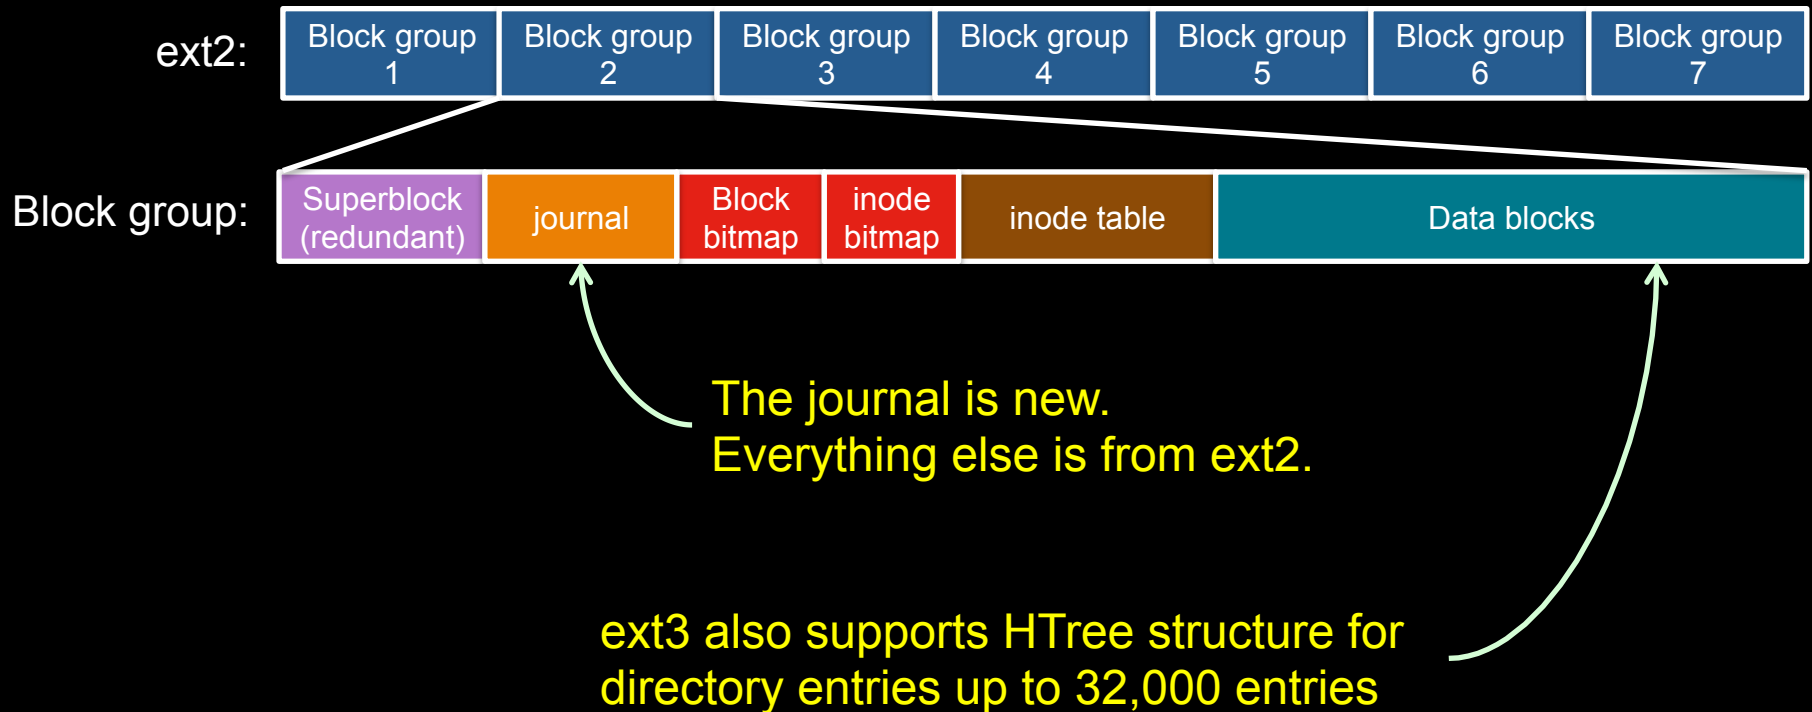 ext2:
Block group
1
Block group
2
Block group
3
Block group
4
Block group
5
Block group
6
Block group
7
Block group:
Superblock
(redundant)
journal
Block
bitmap
inode
bitmap
inode table
Data blocks
The journal is new.
Everything else is from ext2.
ext3 also supports HTree structure for
directory entries up to 32,000 entries